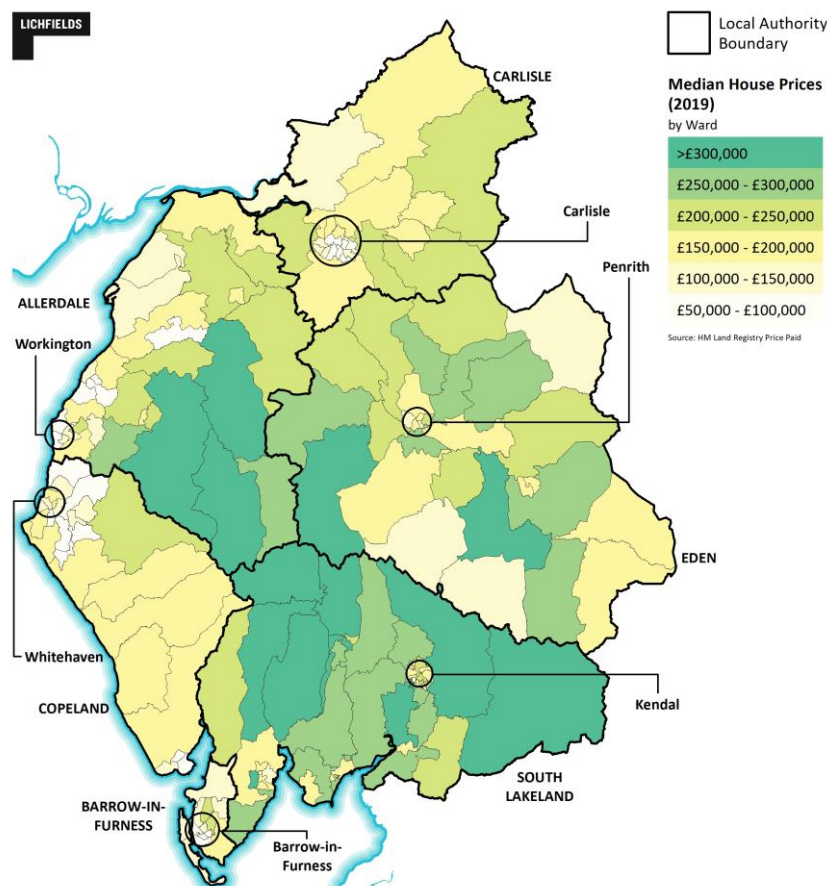 LICHFIELDS
Local Authority
Boundary
Median House Prices
(2019)
by Ward
>£300,000
£250,000 - £300,000
£200,000 - £250,000
£150,000 - £200,000
£100,000 - £150,000
£50,000 - £100,000
Source: HM Land Registry Price Paid
CARLISLE
Carlisle
Penrith
ALLERDALE
Workington
EDEN
Whitehaven
Kendal
COPELAND
SOUTH
LAKELAND
BARROW-IN-
FURNESS
Barrow-in-
Furness